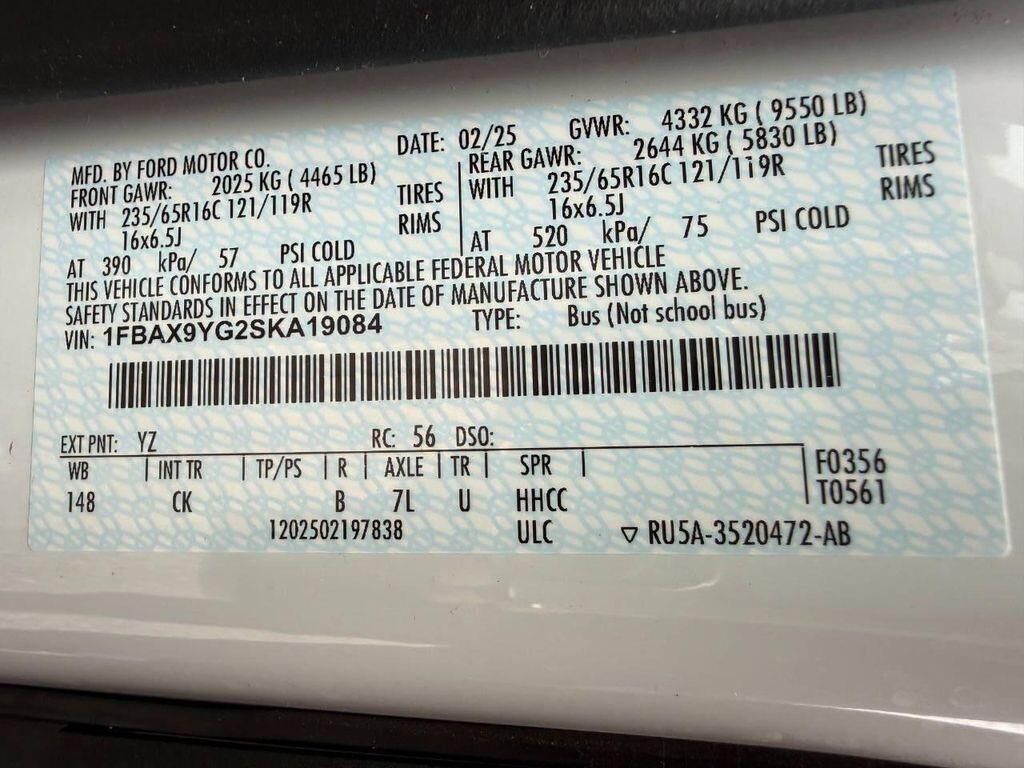 MFD. BY FORD MOTOR CO. DATE: 02/25 GVWR: 4332 KG ( 9550 LB)
FRONT GAWR: 2025 KG ( 4465 LB) REAR GAWR: 2644 KG ( 5830 LB)
WITH 235/65R16C 121/119R TIRES WITH 235/65R16C 121/119R TIRES
16x6.5J RIMS 16x6.5J RIMS
AT 390 kPa/ 57 PSI COLD AT 520 kPa/ 75 PSI COLD
THIS VEHICLE CONFORMS TO ALL APPLICABLE FEDERAL MOTOR VEHICLE
SAFETY STANDARDS IN EFFECT ON THE DATE OF MANUFACTURE SHOWN ABOVE.
VIN: 1FBAX9YG2SKA19084 TYPE: Bus (Not school bus)
EXT PNT: YZ RC: 56 DSO:
WB | INT TR | TP/PS | R | AXLE | TR | SPR | F0356
148 CK B 7L U HHCC T0561
1202502197838 ULC ▽ RU5A-3520472-AB